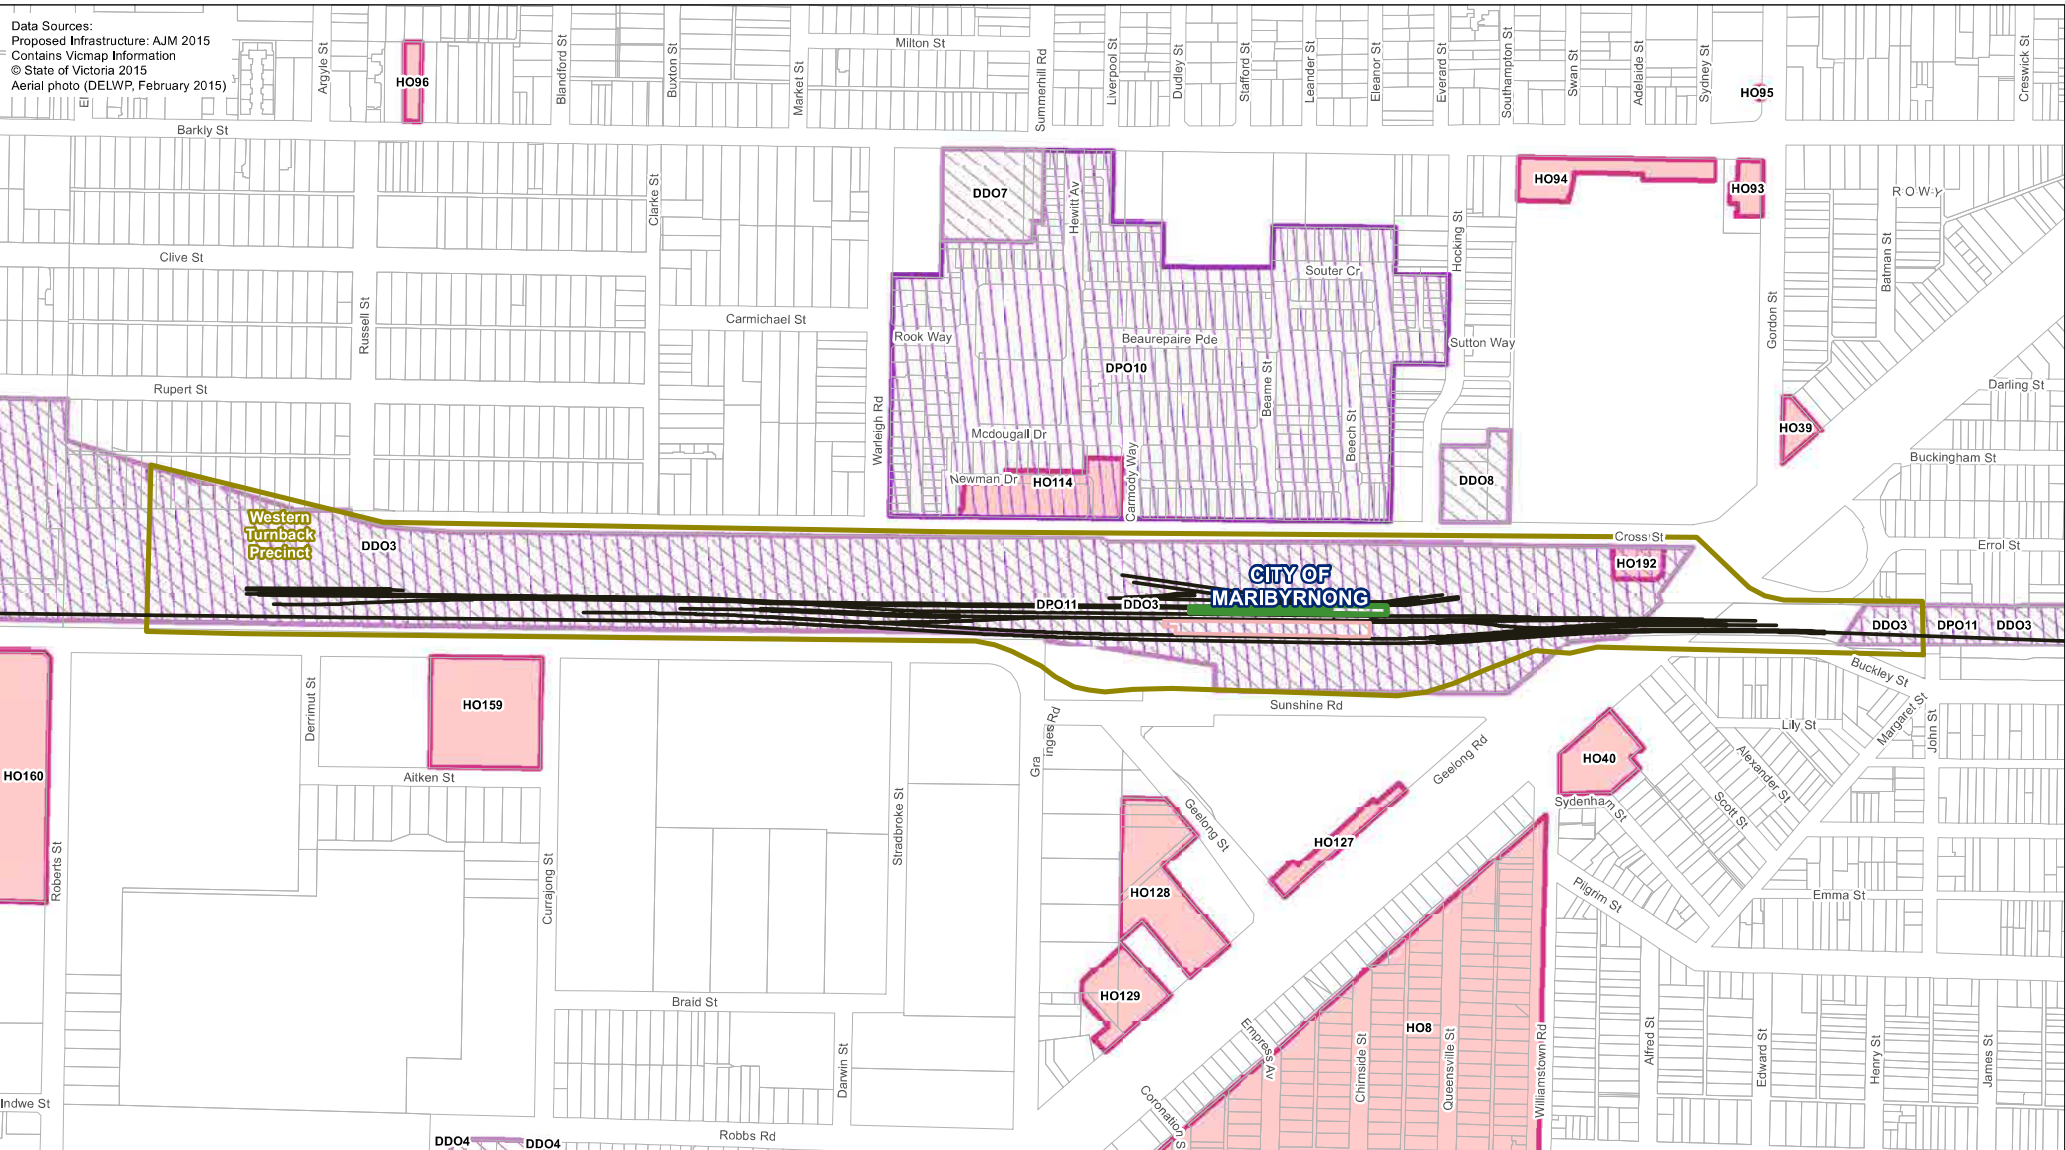 Data Sources:
Proposed Infrastructure: AJM 2015
Contains Vicmap Information
© State of Victoria 2015
Aerial photo (DELWP, February 2015)
Argyle St
HO96
Blandford St
Buxton St
Market St
Milton St
Summerhill Rd
Liverpool St
Dudley St
Stafford St
Leander St
Eleanor St
Everard St
Southampton St
Swan St
Adelaide St
Sydney St
HO95
Creswick St
Barkly St
Clarke St
DDO7
Hewitt Av
Hocking St
HO94
HO93
ROWY
Batman St
Clive St
Souter Cr
Russell St
Carmichael St
Rook Way
Beaurepaire Pde
Sutton Way
Gordon St
DPO10
Bearne St
Rupert St
Darling St
Warleigh Rd
Mcdougall Dr
Beech St
HO39
Buckingham St
Newman Dr
HO114
Carmody Way
DDO8
Western
Turnback
Precinct
DDO3
Cross St
Errol St
HO192
CITY OF
MARIBYRNONG
DPO11
DDO3
DDO3
DPO11
DDO3
Buckley St
Derrimut St
HO159
Sunshine Rd
Margaret St
John St
Lily St
HO160
Aitken St
Geelong Rd
HO40
Alexander St
Scott St
Sydenham St
Geelong St
Stradbroke St
HO127
Roberts St
Currajong St
HO128
Pilgrim St
Emma St
Braid St
HO129
HO8
Empress Av
Chirnside St
Queensville St
Williamstown Rd
Alfred St
Edward St
Henry St
James St
Darwin St
Indwe St
Coronation S
Robbs Rd
DDO4
DDO4